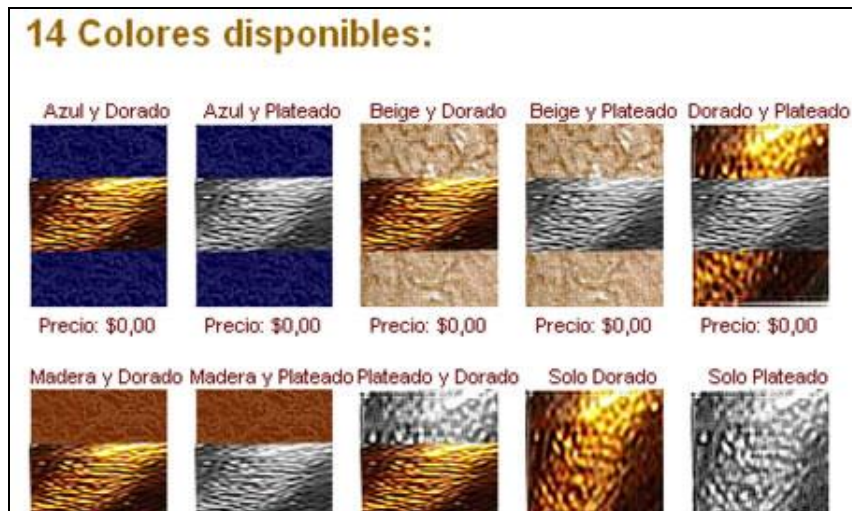 14 Colores disponibles:
Azul y Dorado Azul y Plateado Beige y Dorado Beige y Plateado Dorado y Plateado
Precio: $0,00 Precio: $0,00 Precio: $0,00 Precio: $0,00 Precio: $0,00
Madera y Dorado Madera y Plateado Plateado y Dorado Solo Dorado Solo Plateado